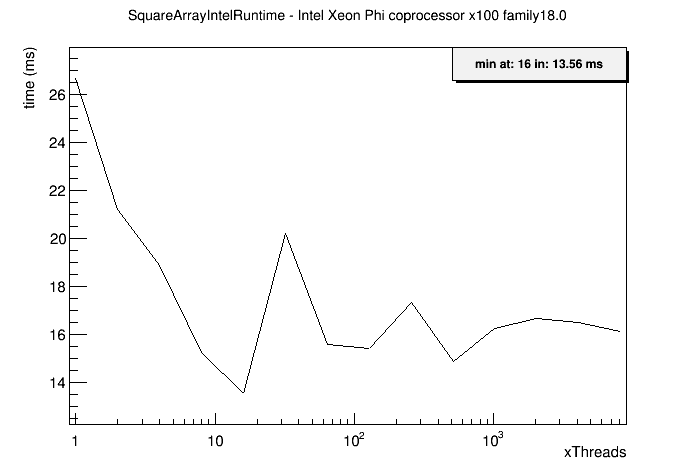 SquareArrayIntelRuntime - Intel Xeon Phi coprocessor x100 family18.0
min at: 16 in: 13.56 ms
time (ms)
26
24
22
20
18
16
14
1 10 10² 10³
xThreads